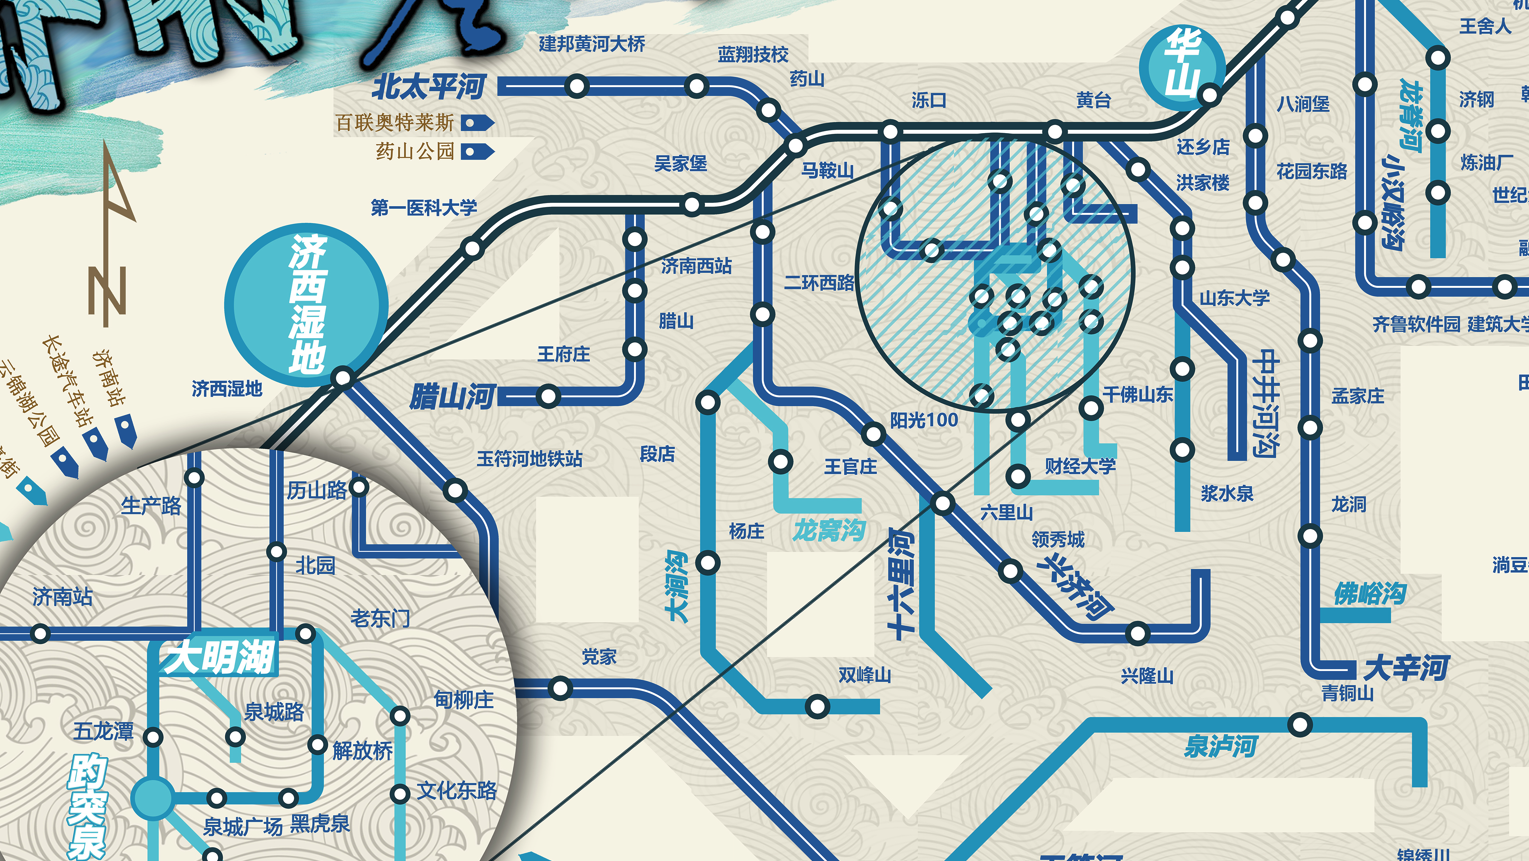 王舍人
建邦黄河大桥
蓝翔技校
药山
北太平河
百联奥特莱斯
药山公园
华山
泺口
黄台
八涧堡
济钢
龙脊河
还乡店
洪家楼
花园东路
小汉峪沟
炼油厂
吴家堡
马鞍山
第一医科大学
济西湿地
济南西站
二环西路
山东大学
腊山
齐鲁软件园
建筑大学
王府庄
济西湿地
腊山河
济南站
长途汽车站
云锦湖公园
千佛山东
中井河沟
孟家庄
阳光100
段店
玉符河地铁站
王官庄
财经大学
浆水泉
龙洞
生产路
历山路
北园
杨庄
龙窝沟
六里山
领秀城
大涧沟
十六里河
兴济河
佛峪沟
济南站
老东门
大明湖
党家
双峰山
兴隆山
大辛河
青铜山
甸柳庄
泉城路
五龙潭
解放桥
泉泸河
趵突泉
文化东路
泉城广场
黑虎泉
锦绣川